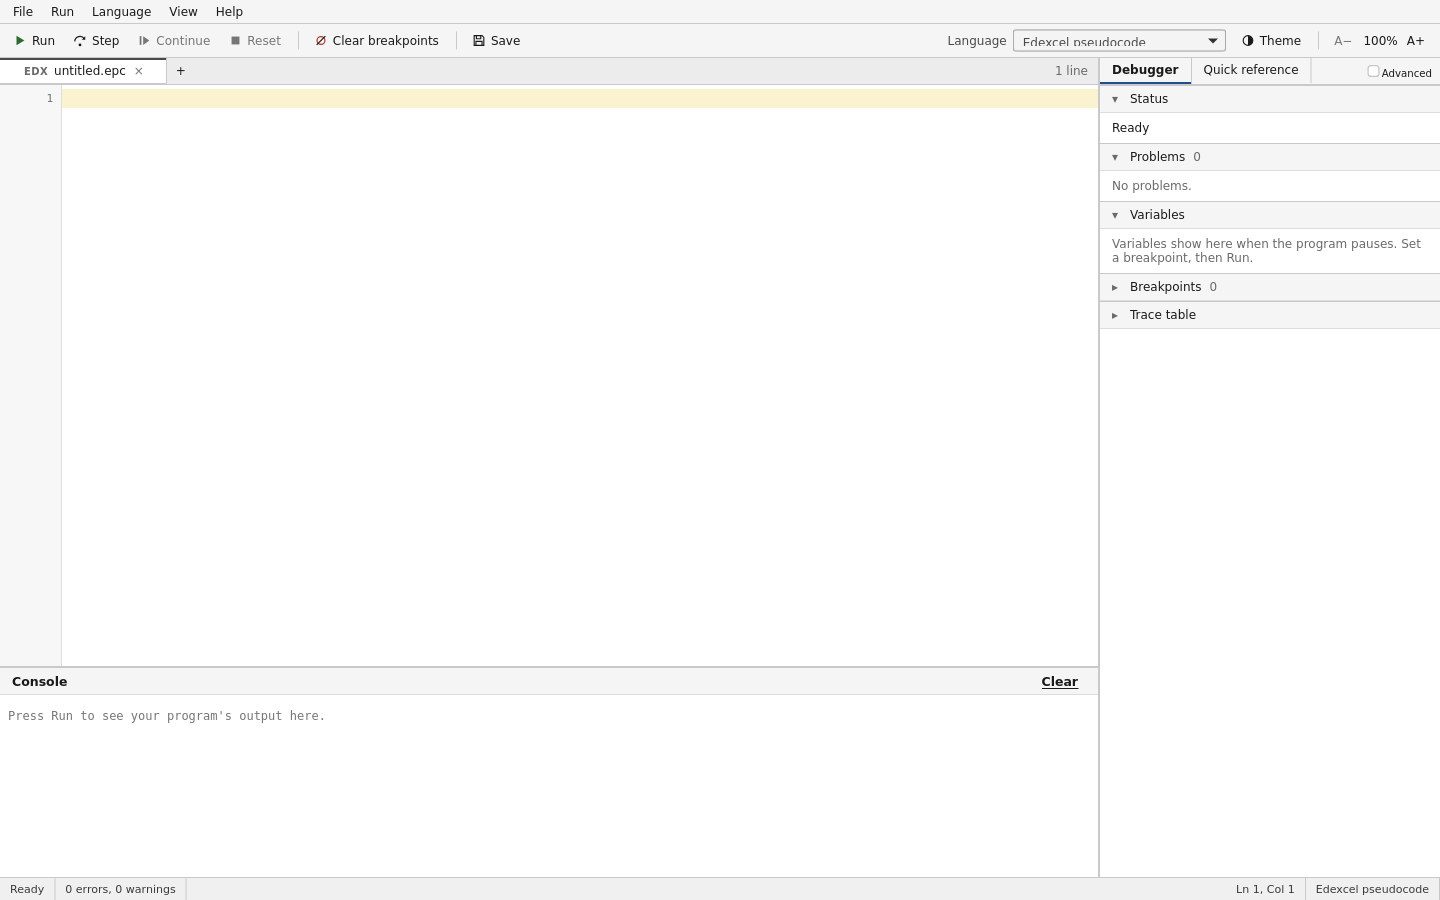 File Run Language View Help
Run Step Continue Reset Clear breakpoints Save Language Edexcel pseudocode Theme A− 100% A+
EDX untitled.epc × + 1 line
Debugger Quick reference Advanced
1
Status
Ready
Problems 0
No problems.
Variables
Variables show here when the program pauses. Set
a breakpoint, then Run.
Breakpoints 0
Trace table
Console Clear
Press Run to see your program's output here.
Ready 0 errors, 0 warnings Ln 1, Col 1 Edexcel pseudocode